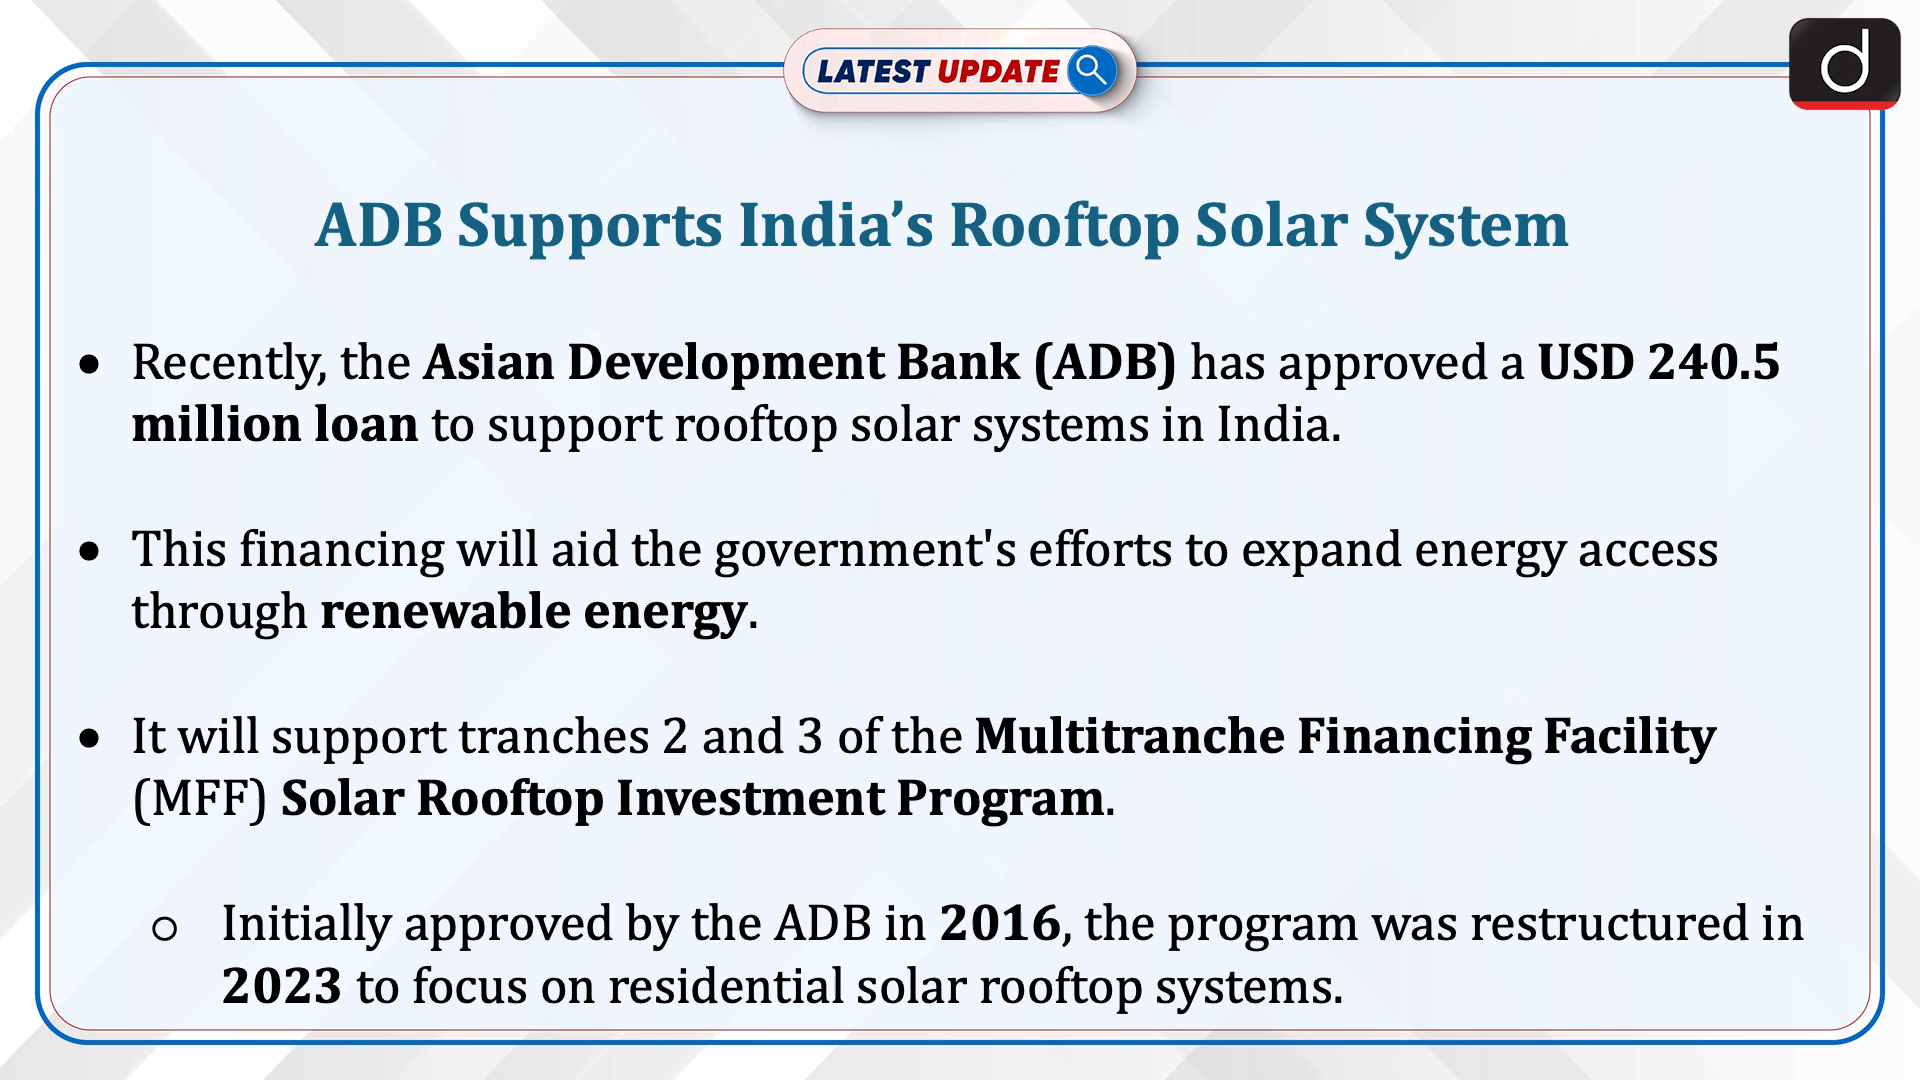 LATEST UPDATE
d
ADB Supports India’s Rooftop Solar System
• Recently, the Asian Development Bank (ADB) has approved a USD 240.5
million loan to support rooftop solar systems in India.
• This financing will aid the government's efforts to expand energy access
through renewable energy.
• It will support tranches 2 and 3 of the Multitranche Financing Facility
(MFF) Solar Rooftop Investment Program.
o Initially approved by the ADB in 2016, the program was restructured in
2023 to focus on residential solar rooftop systems.